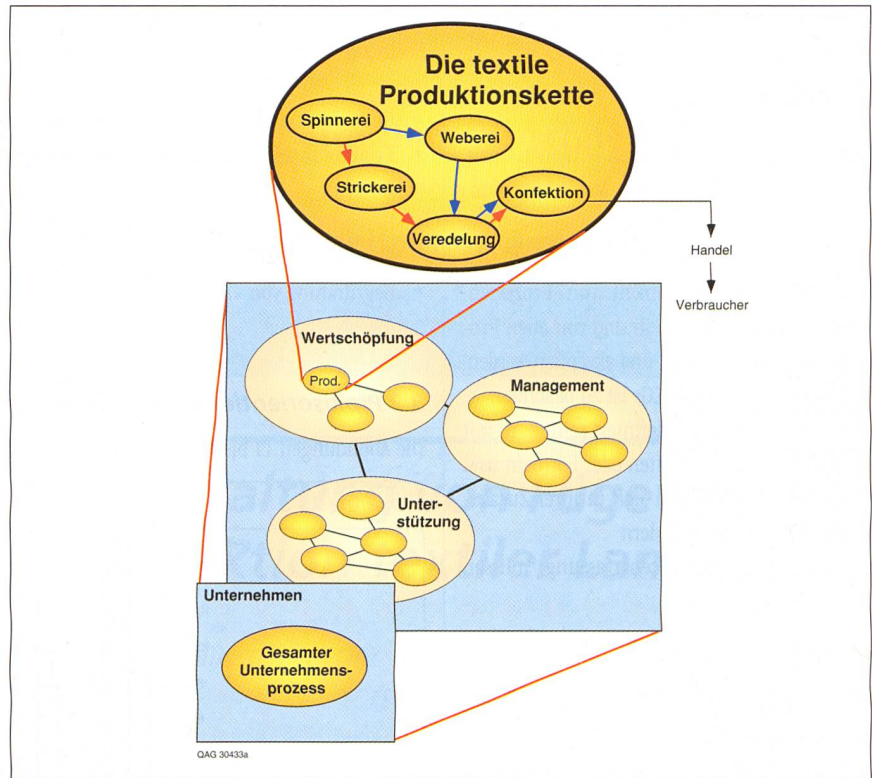 Die textile
Produktionskette
Spinnerei
Weberei
Strickerei
Konfektion
Veredelung
Handel
Verbraucher
Wertschöpfung
Prod.
Management
Unter-
stützung
Unternehmen
Gesamter
Unternehmens-
prozess
QAG 30433a